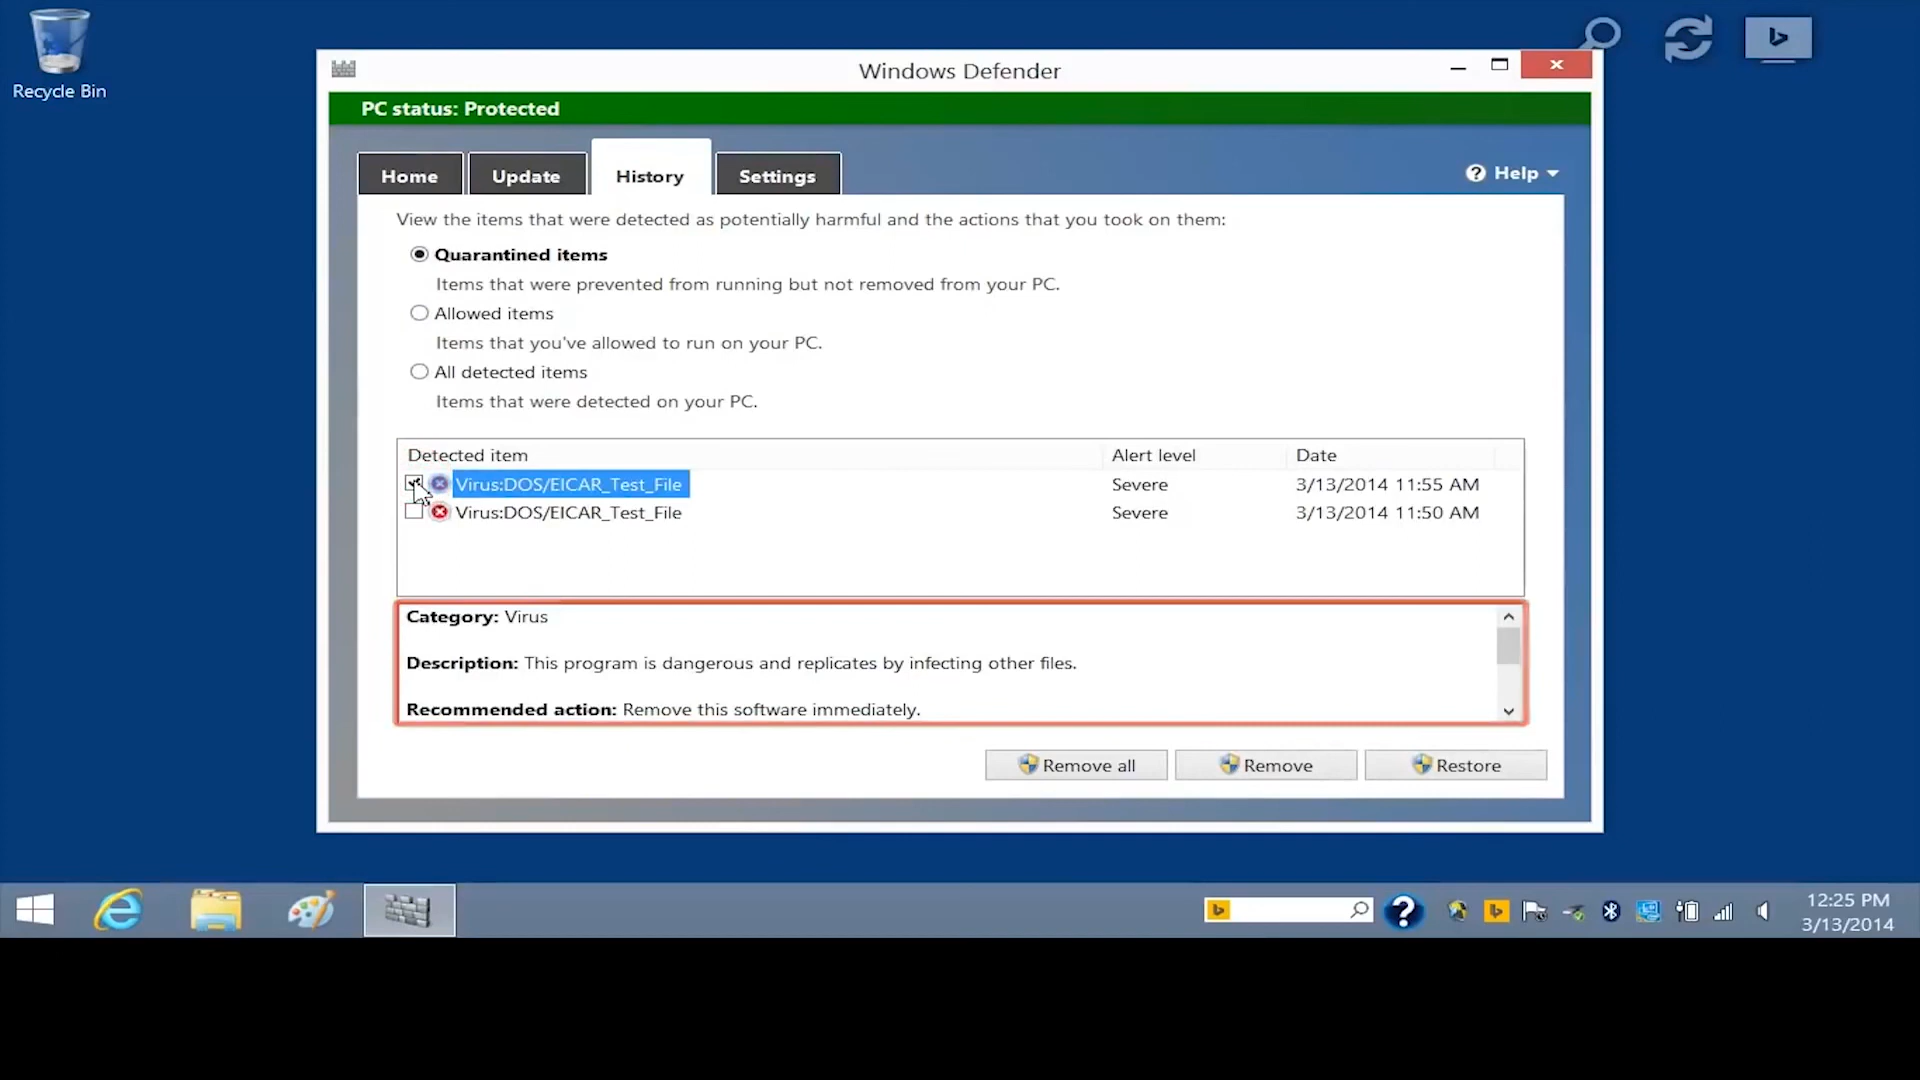 Recycle Bin
Windows Defender
PC status: Protected
Home
Update
History
Settings
Help
View the items that were detected as potentially harmful and the actions that you took on them:
Quarantined items
Items that were prevented from running but not removed from your PC.
Allowed items
Items that you've allowed to run on your PC.
All detected items
Items that were detected on your PC.
Detected item Alert level Date
Virus:DOS/EICAR_Test_File Severe 3/13/2014 11:55 AM
Virus:DOS/EICAR_Test_File Severe 3/13/2014 11:50 AM
Category: Virus
Description: This program is dangerous and replicates by infecting other files.
Recommended action: Remove this software immediately.
Remove all
Remove
Restore
12:25 PM
3/13/2014